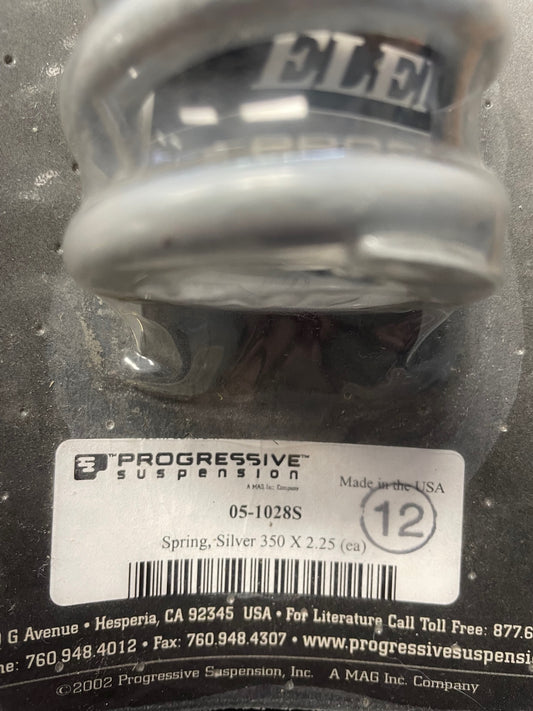 ELE
PROGRESSIVE™
suspension
A MAG Inc. Company
Made in the USA
05-1028S
12
Spring, Silver 350 X 2.25 (ea)
G Avenue • Hesperia, CA 92345 USA • For Literature Call Toll Free: 877.6
ne: 760.948.4012 • Fax: 760.948.4307 • www.progressivesuspensi
©2002 Progressive Suspension, Inc. A MAG Inc. Company